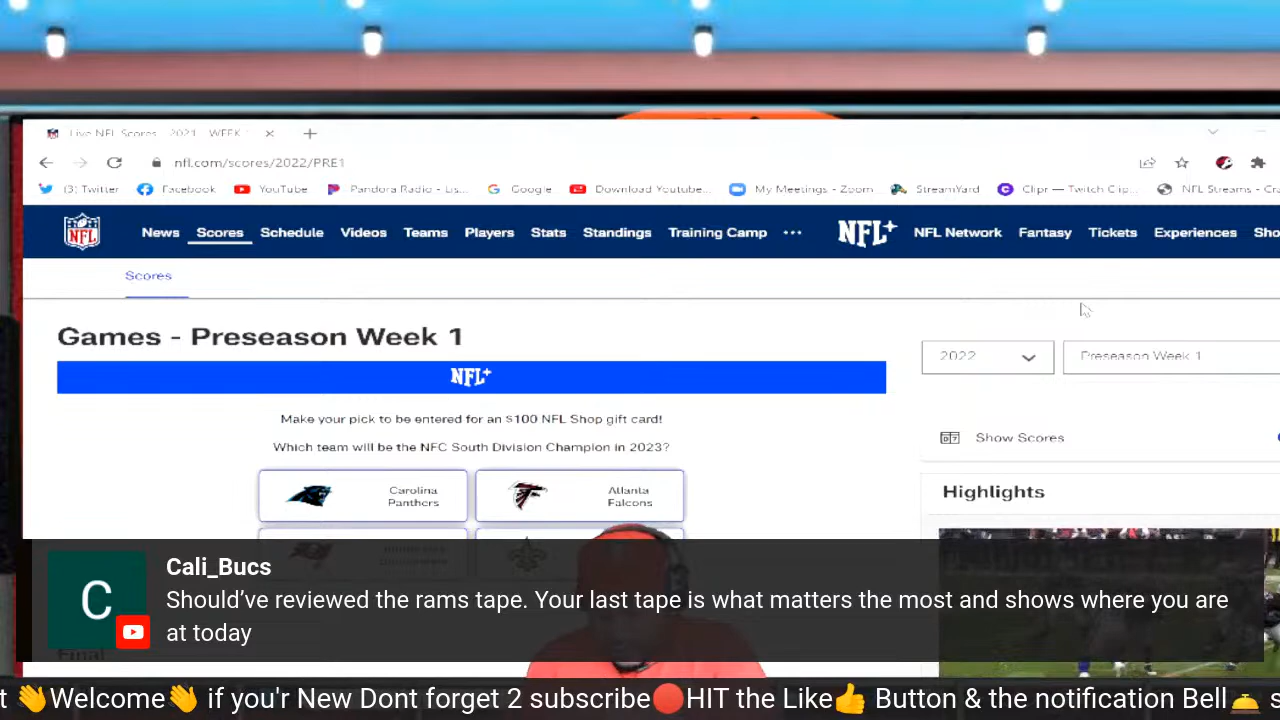 Live NFL Scores - 2021 - WEEK
nfl.com/scores/2022/PRE1
(3) Twitter Facebook YouTube Pandora Radio - Lis... Google Download Youtube... My Meetings - Zoom StreamYard Clipr — Twitch Clip... NFL Streams - Cr
NFL News Scores Schedule Videos Teams Players Stats Standings Training Camp ••• NFL+ NFL Network Fantasy Tickets Experiences Sho
Scores
Games - Preseason Week 1
2022 Preseason Week 1
NFL+
Make your pick to be entered for an $100 NFL Shop gift card!
Which team will be the NFC South Division Champion in 2023?
Show Scores
Carolina Panthers
Atlanta Falcons
Highlights
C
Cali_Bucs
Should’ve reviewed the rams tape. Your last tape is what matters the most and shows where you are
at today
Final
t 👋Welcome👋 if you'r New Dont forget 2 subscribe🔴HIT the Like👍 Button & the notification Bell🛎 s